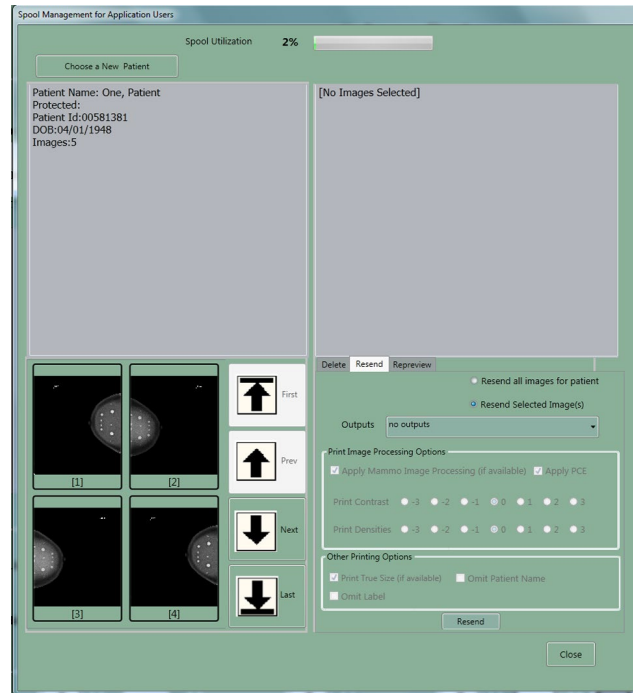 Spool Management for Application Users
Spool Utilization 2%
Choose a New Patient
Patient Name: One, Patient
Protected:
Patient Id:00581381
DOB:04/01/1948
Images:5
[No Images Selected]
[1] [2]
[3] [4]
First
Prev
Next
Last
Delete Resend Repreview
Resend all images for patient
Resend Selected Image(s)
Outputs no outputs
Print Image Processing Options
Apply Mammo Image Processing (if available) Apply PCE
Print Contrast -3 -2 -1 0 1 2 3
Print Densities -3 -2 -1 0 1 2 3
Other Printing Options
Print True Size (if available) Omit Patient Name
Omit Label
Resend
Close